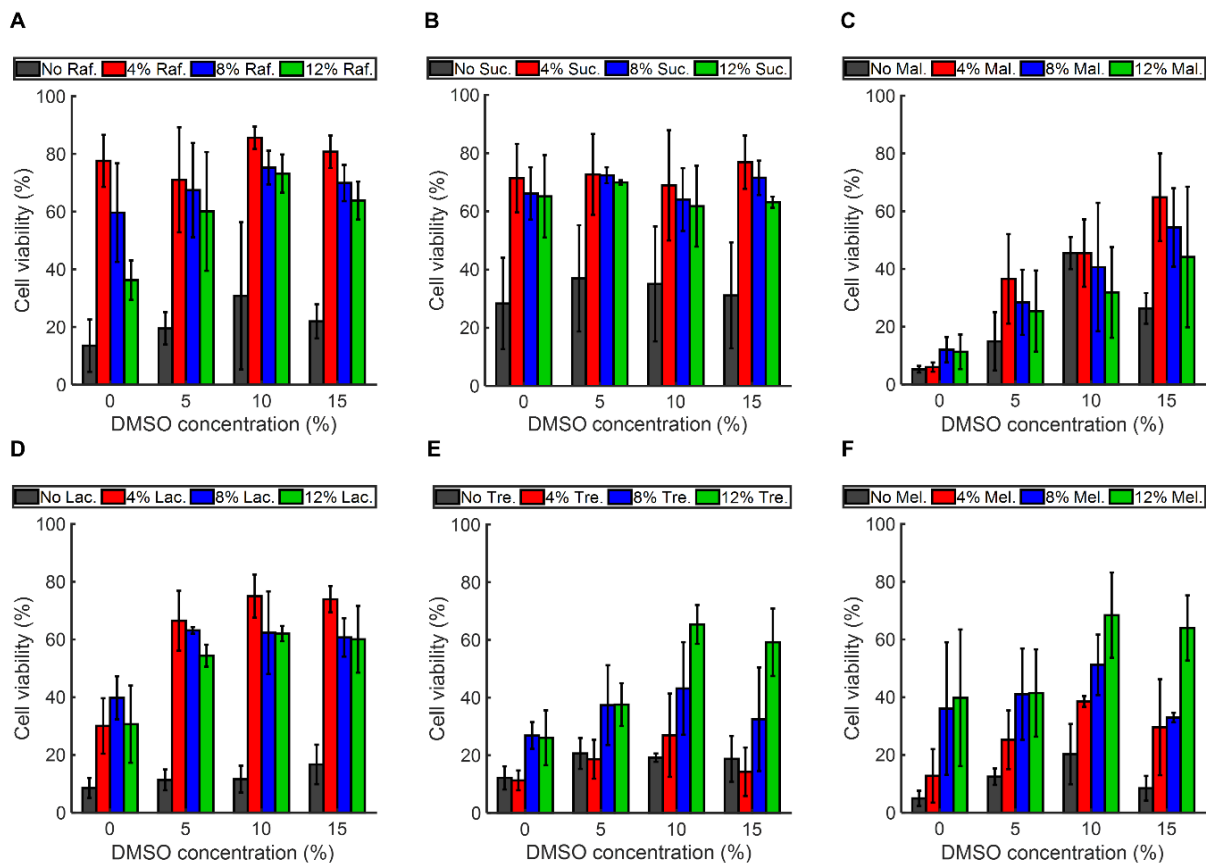 A
No Raf. 4% Raf. 8% Raf. 12% Raf.
100
80
60
40
20
0
Cell viability (%)
0 5 10 15
DMSO concentration (%)
B
No Suc. 4% Suc. 8% Suc. 12% Suc.
100
80
60
40
20
0
Cell viability (%)
0 5 10 15
DMSO concentration (%)
C
No Mal. 4% Mal. 8% Mal. 12% Mal.
100
80
60
40
20
0
Cell viability (%)
0 5 10 15
DMSO concentration (%)
D
No Lac. 4% Lac. 8% Lac. 12% Lac.
100
80
60
40
20
0
Cell viability (%)
0 5 10 15
DMSO concentration (%)
E
No Tre. 4% Tre. 8% Tre. 12% Tre.
100
80
60
40
20
0
Cell viability (%)
0 5 10 15
DMSO concentration (%)
F
No Mel. 4% Mel. 8% Mel. 12% Mel.
100
80
60
40
20
0
Cell viability (%)
0 5 10 15
DMSO concentration (%)